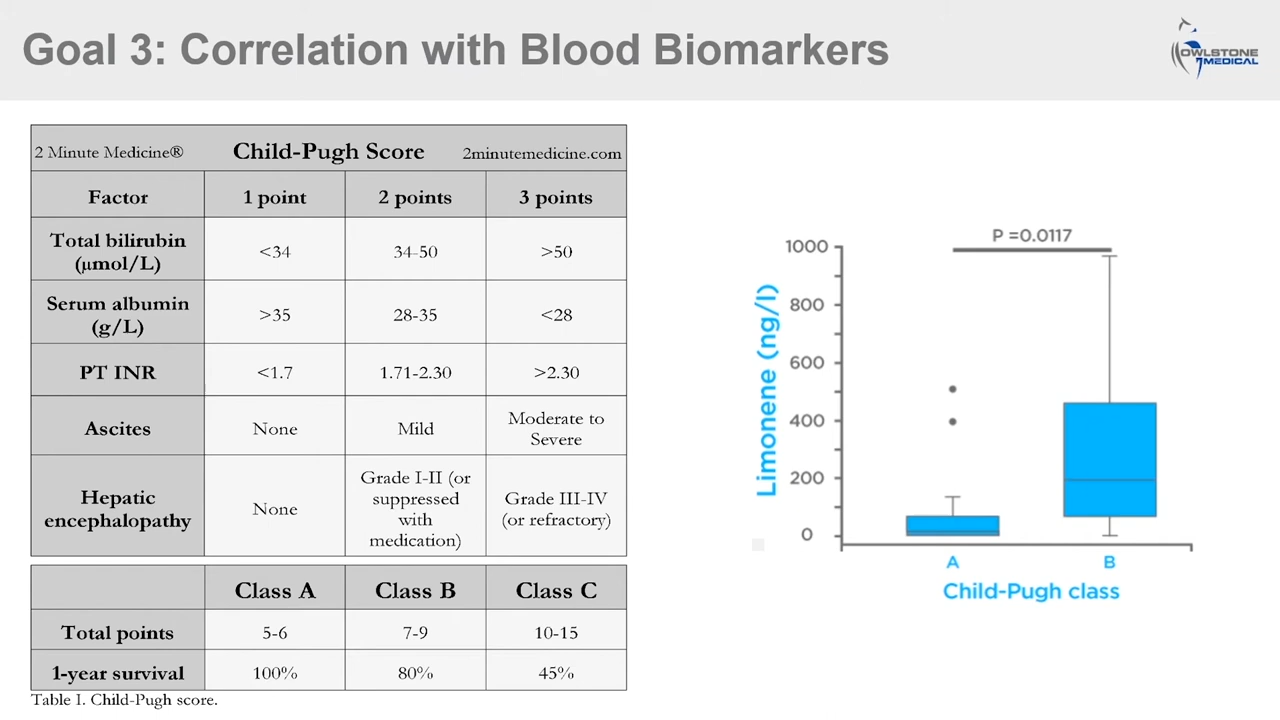 Goal 3: Correlation with Blood Biomarkers
OWLSTONE
MEDICAL
2 Minute Medicine® Child-Pugh Score 2minutemedicine.com
Factor 1 point 2 points 3 points
Total bilirubin
(µmol/L) <34 34-50 >50
Serum albumin
(g/L) >35 28-35 <28
PT INR <1.7 1.71-2.30 >2.30
Ascites None Mild Moderate to
Severe
Hepatic
encephalopathy None Grade I-II (or
suppressed
with
medication) Grade III-IV
(or refractory)
Class A Class B Class C
Total points 5-6 7-9 10-15
1-year survival 100% 80% 45%
Table 1. Child-Pugh score.
P =0.0117
Limonene (ng/l)
1000
800
600
400
200
0
A B
Child-Pugh class